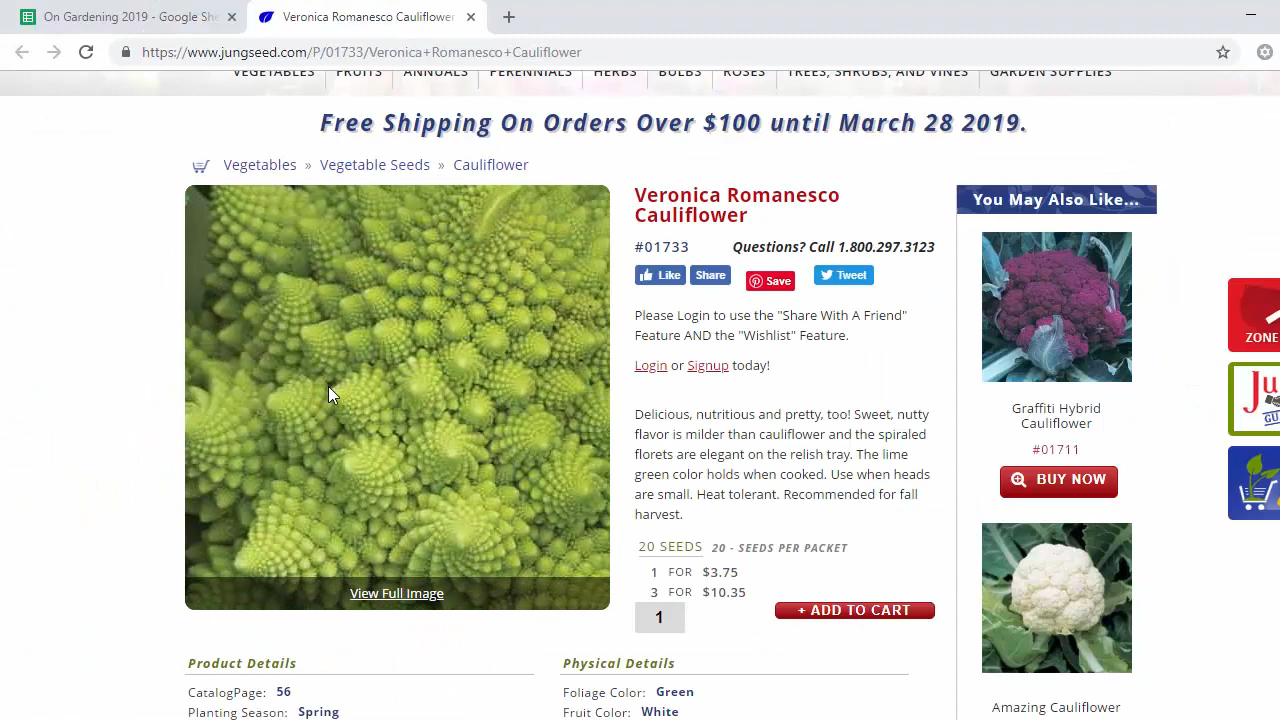 On Gardening 2019 - Google She
Veronica Romanesco Cauliflower
https://www.jungseed.com/P/01733/Veronica+Romanesco+Cauliflower
VEGETABLES FRUITS ANNUALS PERENNIALS HERBS BULBS ROSES TREES, SHRUBS, AND VINES GARDEN SUPPLIES
Free Shipping On Orders Over $100 until March 28 2019.
Vegetables » Vegetable Seeds » Cauliflower
View Full Image
Veronica Romanesco
Cauliflower
#01733 Questions? Call 1.800.297.3123
Like Share Save Tweet
Please Login to use the "Share With A Friend"
Feature AND the "Wishlist" Feature.
Login or Signup today!
Delicious, nutritious and pretty, too! Sweet, nutty
flavor is milder than cauliflower and the spiraled
florets are elegant on the relish tray. The lime
green color holds when cooked. Use when heads
are small. Heat tolerant. Recommended for fall
harvest.
20 SEEDS 20 - SEEDS PER PACKET
1 FOR $3.75
3 FOR $10.35
1 + ADD TO CART
Product Details
CatalogPage: 56
Planting Season: Spring
Physical Details
Foliage Color: Green
Fruit Color: White
You May Also Like...
Graffiti Hybrid
Cauliflower
#01711
BUY NOW
Amazing Cauliflower
ZONE
Ju